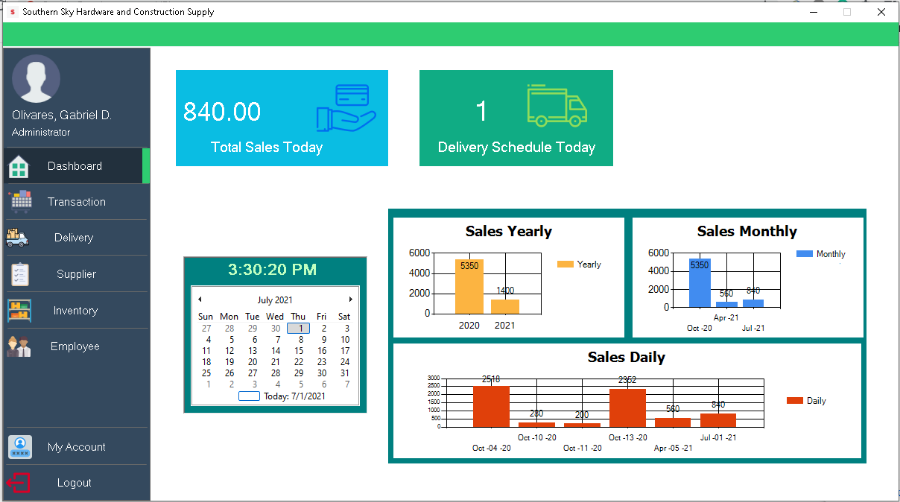 Southern Sky Hardware and Construction Supply
Olivares, Gabriel D.
Administrator
Dashboard
Transaction
Delivery
Supplier
Inventory
Employee
My Account
Logout
840.00
Total Sales Today
1
Delivery Schedule Today
3:30:20 PM
July 2021
Sun Mon Tue Wed Thu Fri Sat
27 28 29 30 1 2 3
4 5 6 7 8 9 10
11 12 13 14 15 16 17
18 19 20 21 22 23 24
25 26 27 28 29 30 31
1 2 3 4 5 6 7
Today: 7/1/2021
Sales Yearly
6000
4000
2000
0
5350
1400
2020 2021
Yearly
Sales Monthly
6000
4000
2000
0
5350
560
840
Apr -21
Oct -20 Jul -21
Monthly
Sales Daily
3000
2500
2000
1500
1000
500
0
2518
280
200
2352
560
840
Oct -10 -20 Oct -13 -20 Jul -01 -21
Oct -04 -20 Oct -11 -20 Apr -05 -21
Daily